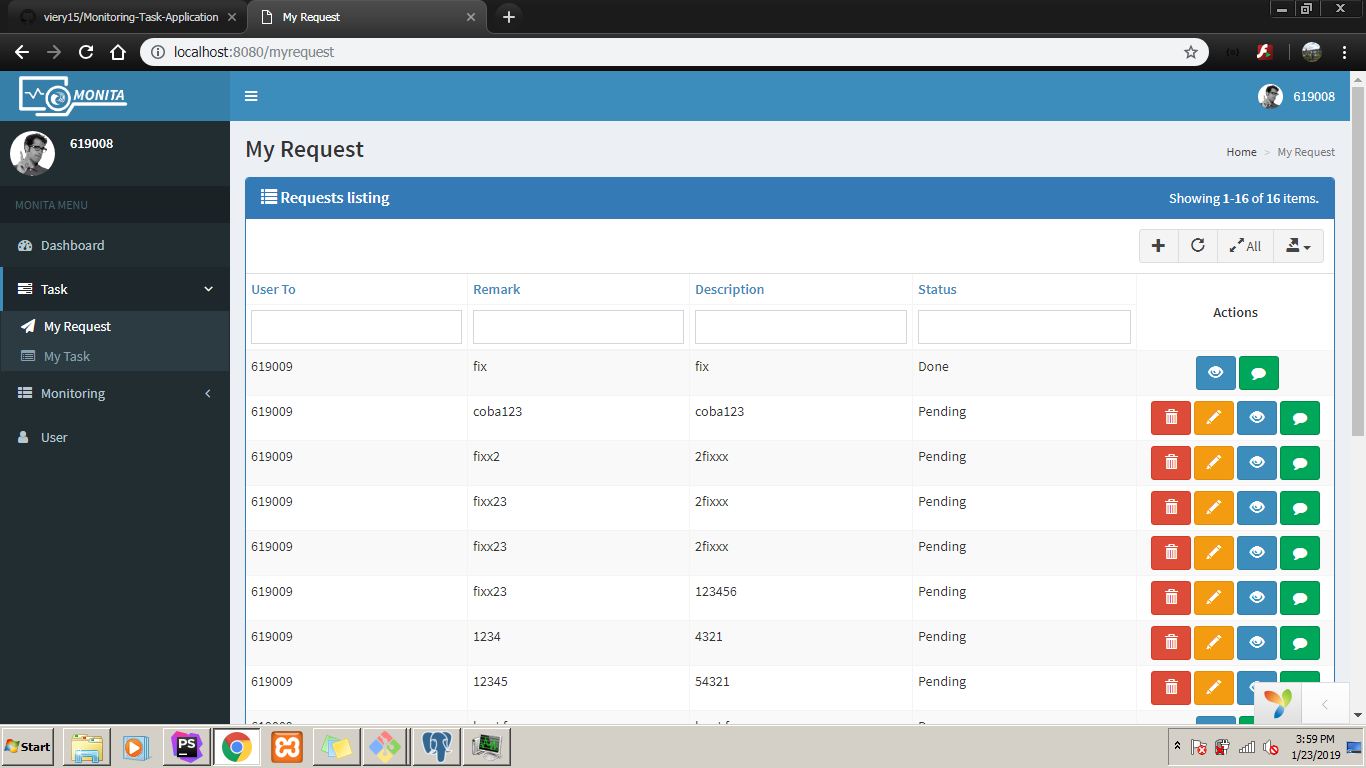 viery15/Monitoring-Task-Application
My Request
localhost:8080/myrequest
MONITA
619008
619008
MONITA MENU
Dashboard
Task
My Request
My Task
Monitoring
User
My Request
Home > My Request
Requests listing
Showing 1-16 of 16 items.
All
User To Remark Description Status
Actions
619009 fix fix Done
619009 coba123 coba123 Pending
619009 fixx2 2fixxx Pending
619009 fixx23 2fixxx Pending
619009 fixx23 2fixxx Pending
619009 fixx23 123456 Pending
619009 1234 4321 Pending
619009 12345 54321 Pending
Start
PS
3:59 PM
1/23/2019